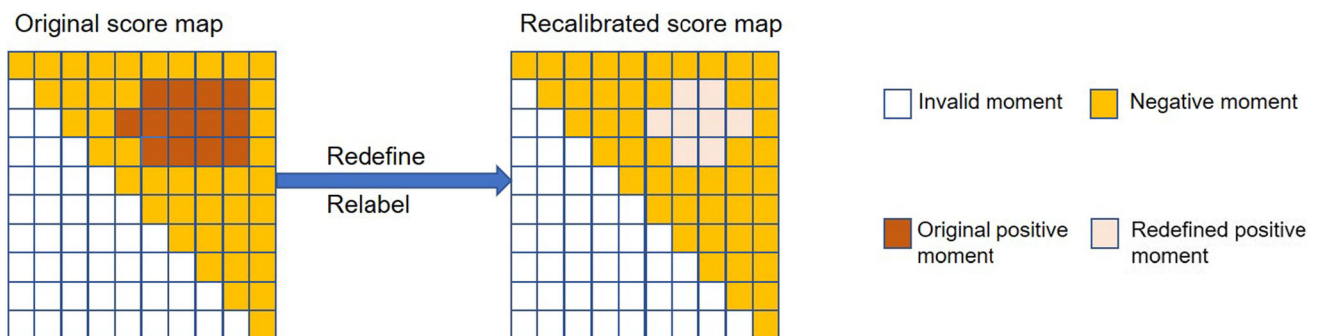 Original score map
Recalibrated score map
Invalid moment
Negative moment
Redefine
Relabel
Original positive
moment
Redefined positive
moment